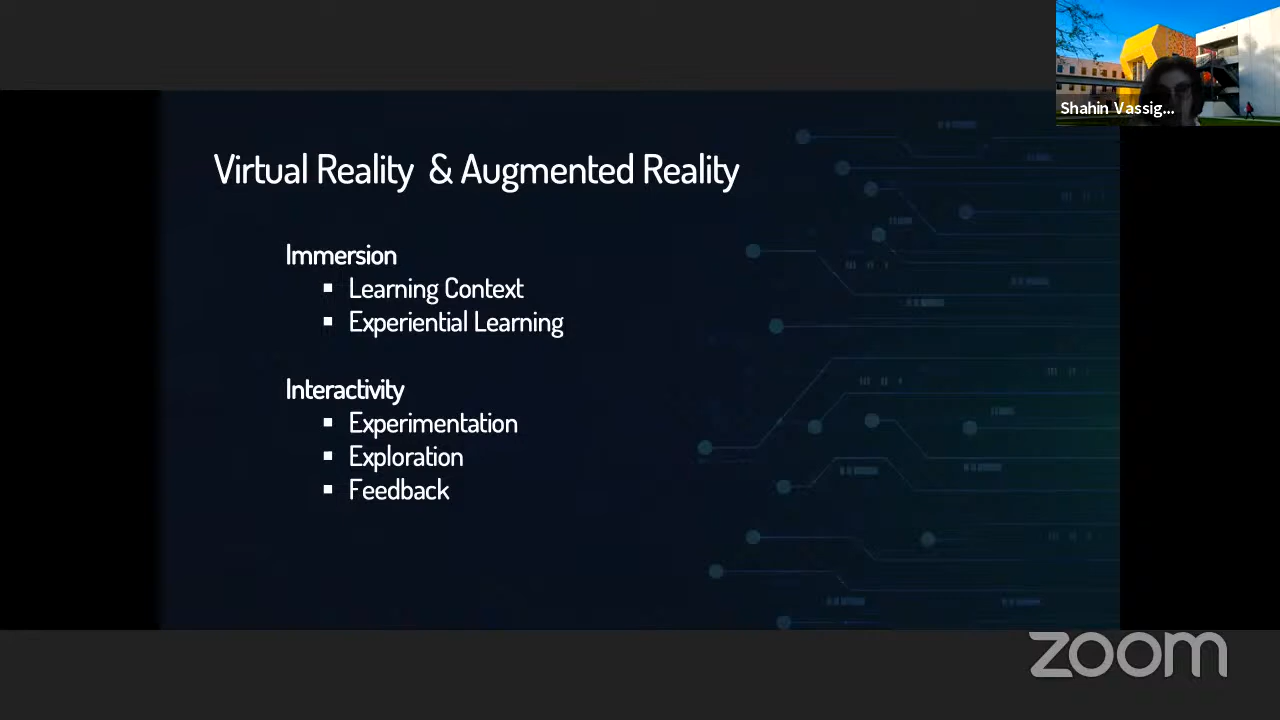 Shahin Vassig...
Virtual Reality & Augmented Reality
Immersion
▪ Learning Context
▪ Experiential Learning
Interactivity
▪ Experimentation
▪ Exploration
▪ Feedback
zoom